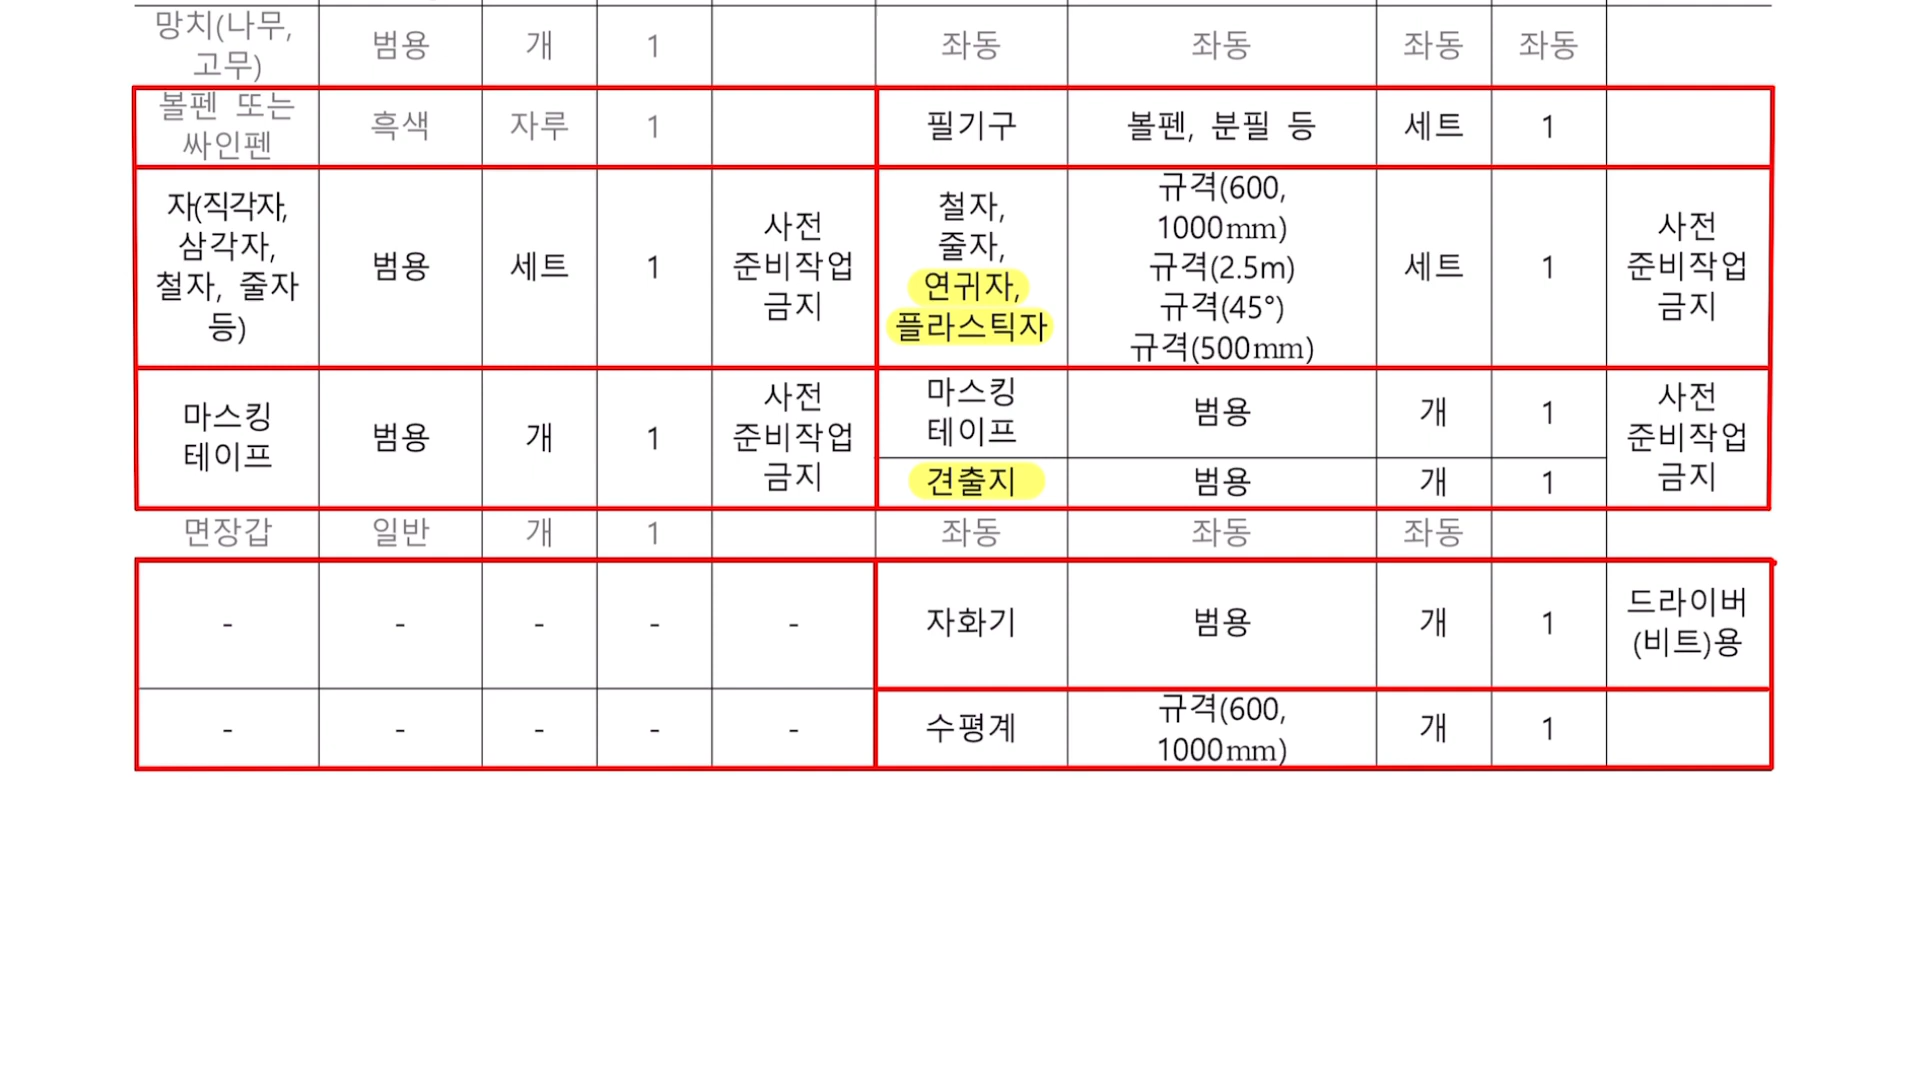 망치(나무,
고무)
범용
개
1
좌동
좌동
좌동
좌동
볼펜 또는
싸인펜
흑색
자루
1
필기구
볼펜, 분필 등
세트
1
자(직각자,
삼각자,
철자, 줄자
등)
범용
세트
1
사전
준비작업
금지
철자,
줄자,
연귀자,
플라스틱자
규격(600,
1000mm)
규격(2.5m)
규격(45°)
규격(500mm)
세트
1
사전
준비작업
금지
마스킹
테이프
범용
개
1
사전
준비작업
금지
마스킹
테이프
범용
개
1
사전
준비작업
금지
견출지
범용
개
1
면장갑
일반
개
1
좌동
좌동
좌동
-
-
-
-
-
자화기
범용
개
1
드라이버
(비트)용
-
-
-
-
-
수평계
규격(600,
1000mm)
개
1